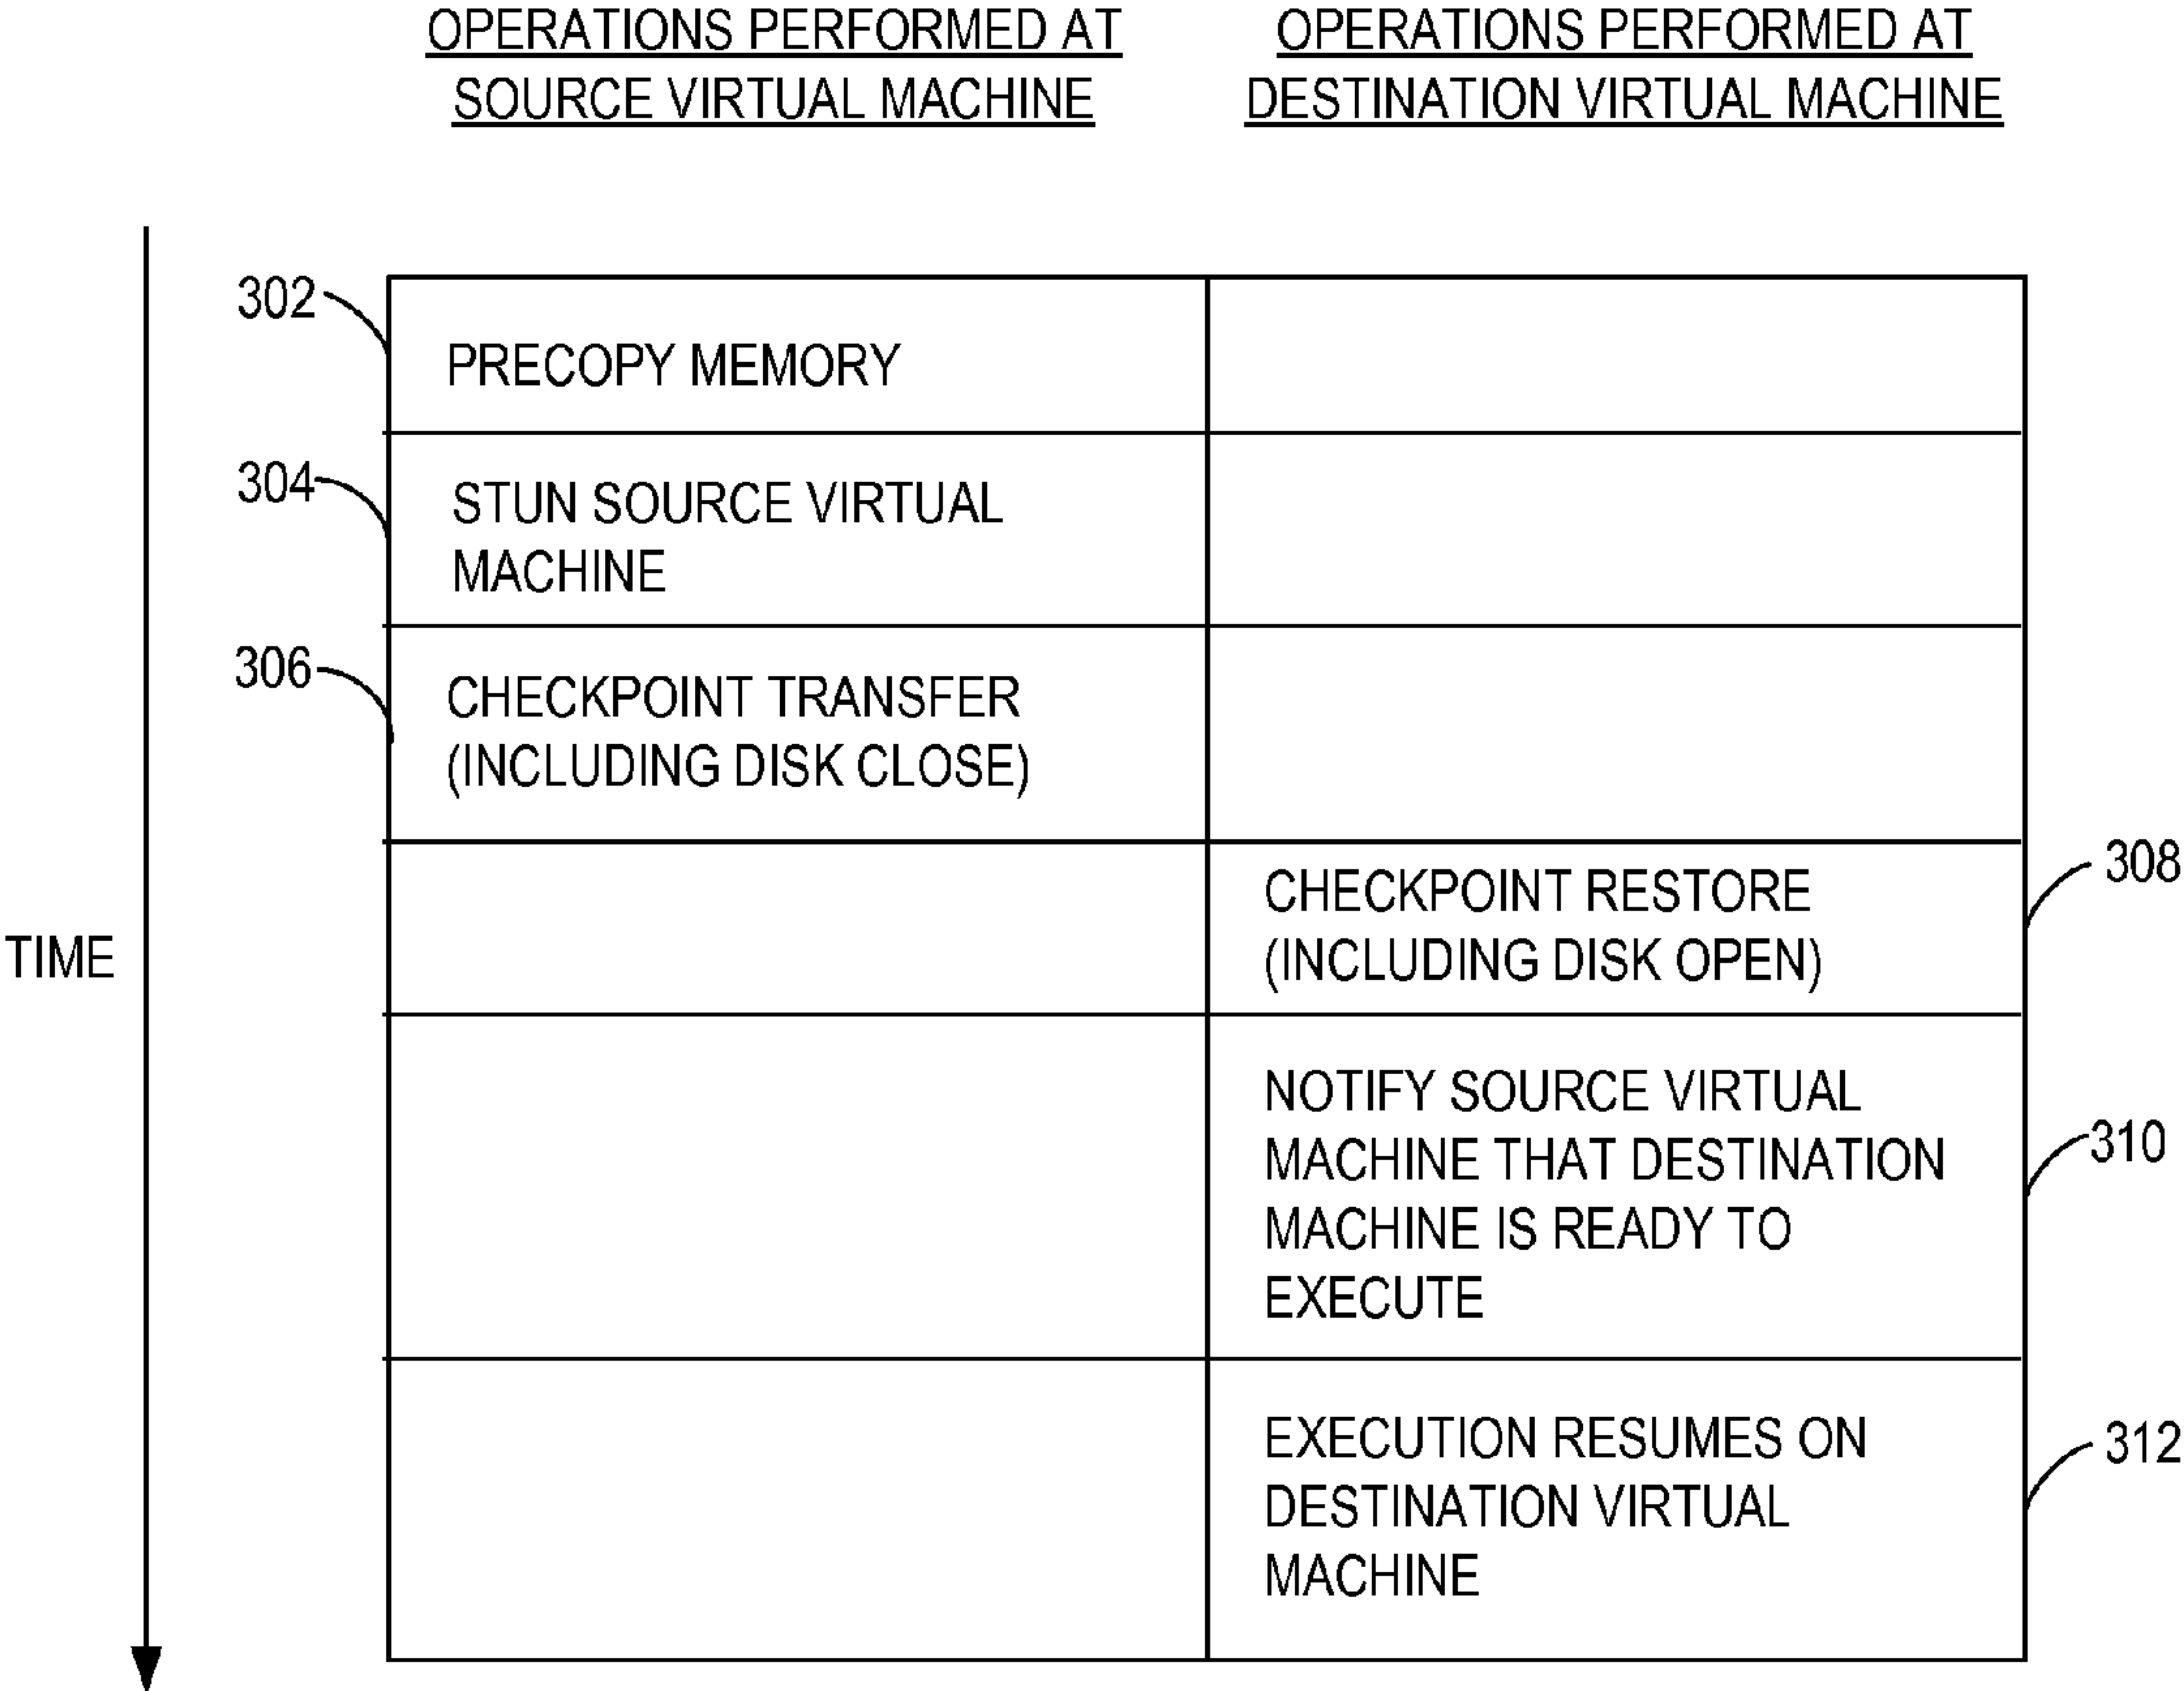 OPERATIONS PERFORMED AT
SOURCE VIRTUAL MACHINE
OPERATIONS PERFORMED AT
DESTINATION VIRTUAL MACHINE
302
PRECOPY MEMORY
304
STUN SOURCE VIRTUAL
MACHINE
306
CHECKPOINT TRANSFER
(INCLUDING DISK CLOSE)
308
CHECKPOINT RESTORE
(INCLUDING DISK OPEN)
TIME
310
NOTIFY SOURCE VIRTUAL
MACHINE THAT DESTINATION
MACHINE IS READY TO
EXECUTE
312
EXECUTION RESUMES ON
DESTINATION VIRTUAL
MACHINE